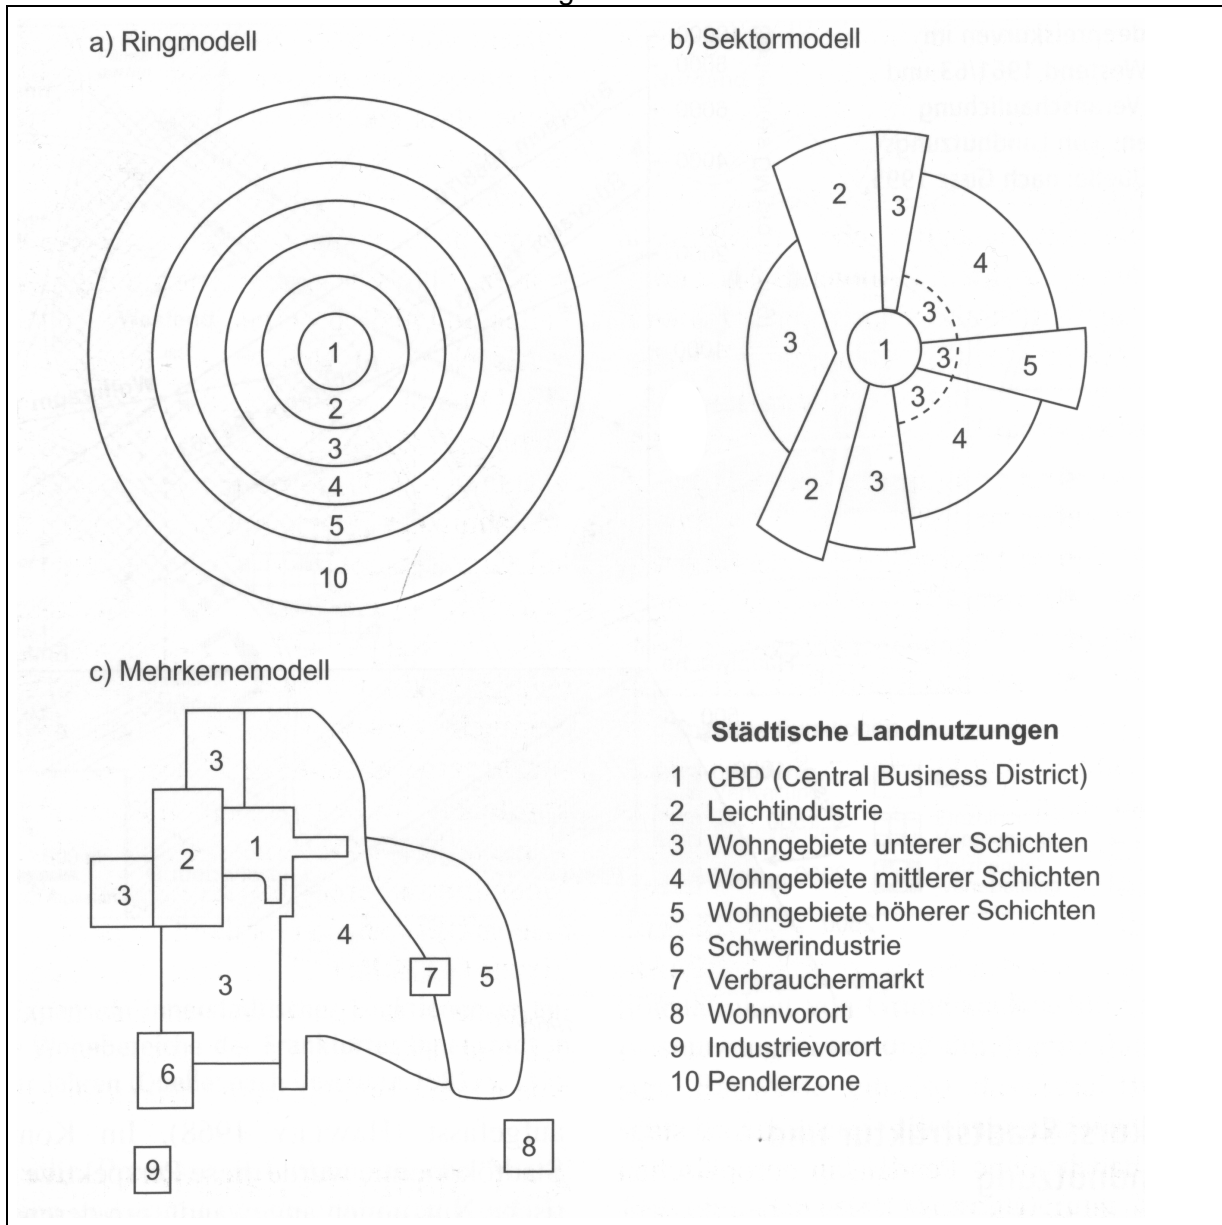 a) Ringmodell
1
2
3
4
5
10
b) Sektormodell
2
3
4
3
3
1
3
5
3
4
2
3
c) Mehrkernemodell
3
2
1
3
4
3
7
5
6
8
9
Städtische Landnutzungen
1 CBD (Central Business District)
2 Leichtindustrie
3 Wohngebiete unterer Schichten
4 Wohngebiete mittlerer Schichten
5 Wohngebiete höherer Schichten
6 Schwerindustrie
7 Verbrauchermarkt
8 Wohnvorort
9 Industrievorort
10 Pendlerzone